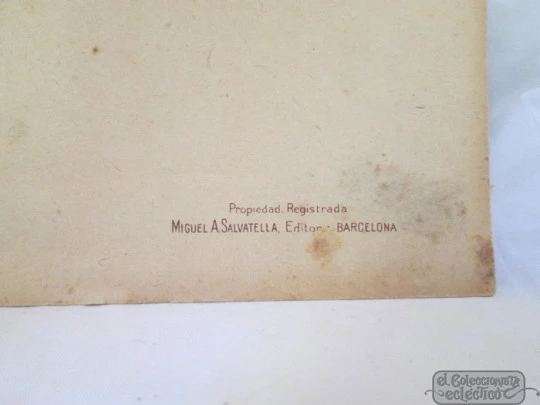 Propiedad Registrada
MIGUEL A. SALVATELLA, Editor - BARCELONA
el Coleccionista
ecléctico